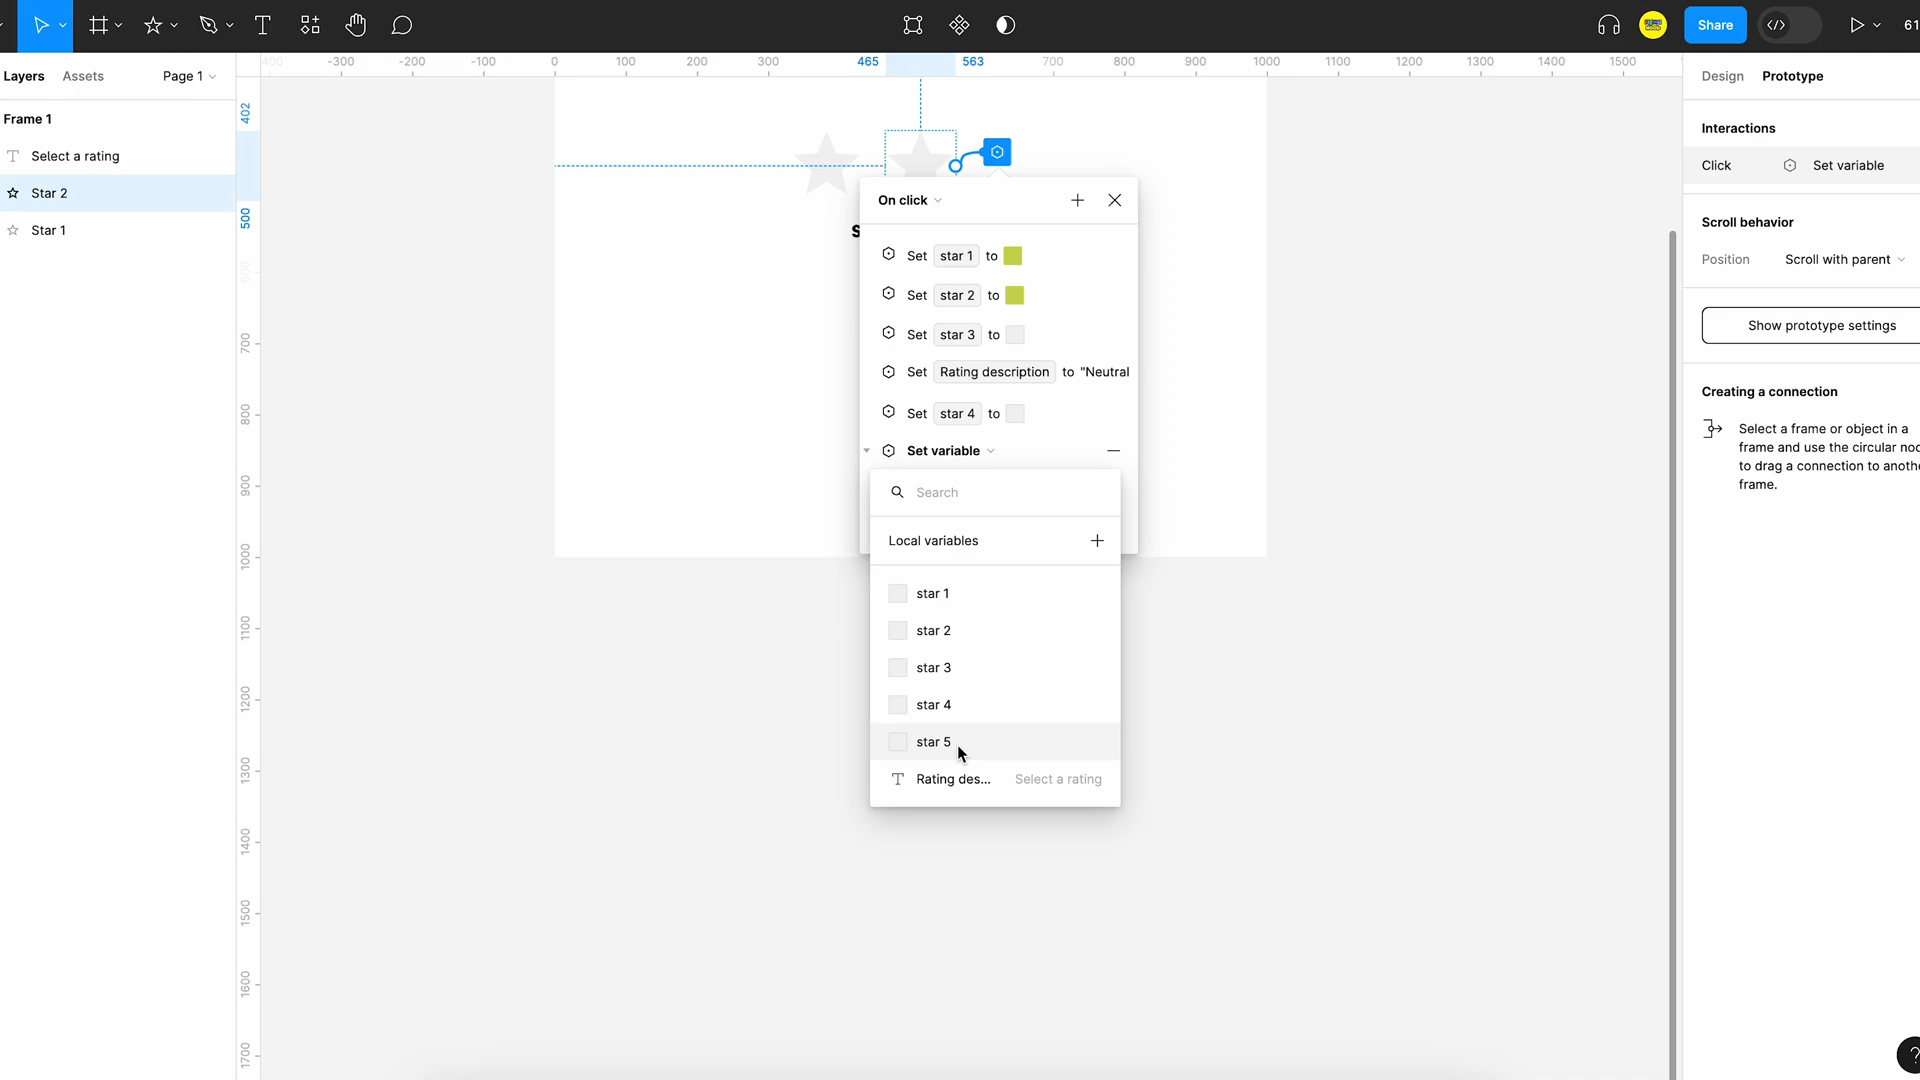 Share
61
Layers Assets Page 1
Frame 1
Select a rating
Star 2
Star 1
-400 -300 -200 -100 0 100 200 300 465 563 700 800 900 1000 1100 1200 1300 1400 1500
402
500
600
700
800
900
1000
1100
1200
1300
1400
1500
1600
1700
S
On click
Set star 1 to
Set star 2 to
Set star 3 to
Set Rating description to "Neutral
Set star 4 to
Set variable
Search
Local variables
star 1
star 2
star 3
star 4
star 5
Rating des... Select a rating
Design Prototype
Interactions
Click Set variable
Scroll behavior
Position Scroll with parent
Show prototype settings
Creating a connection
Select a frame or object in a
frame and use the circular noc
to drag a connection to anothe
frame.
?